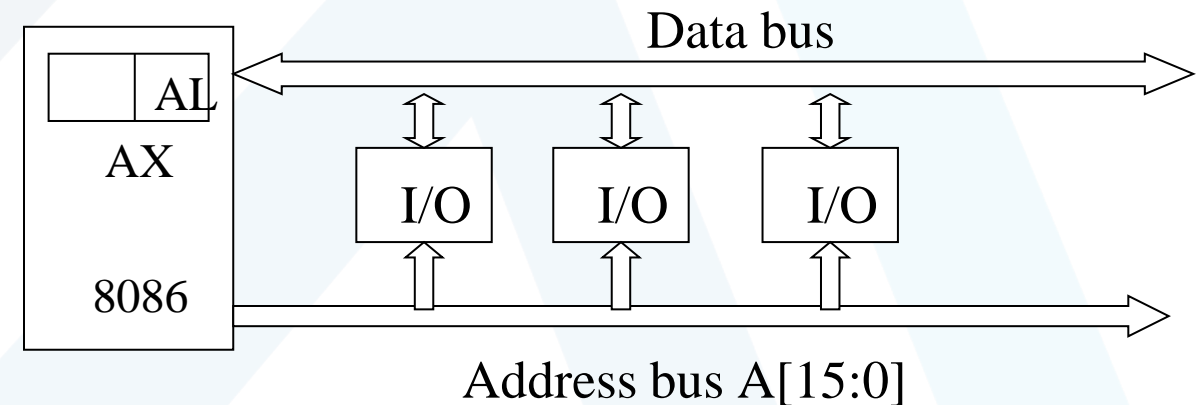 Data bus
AL
AX
I/O I/O I/O
8086
Address bus A[15:0]